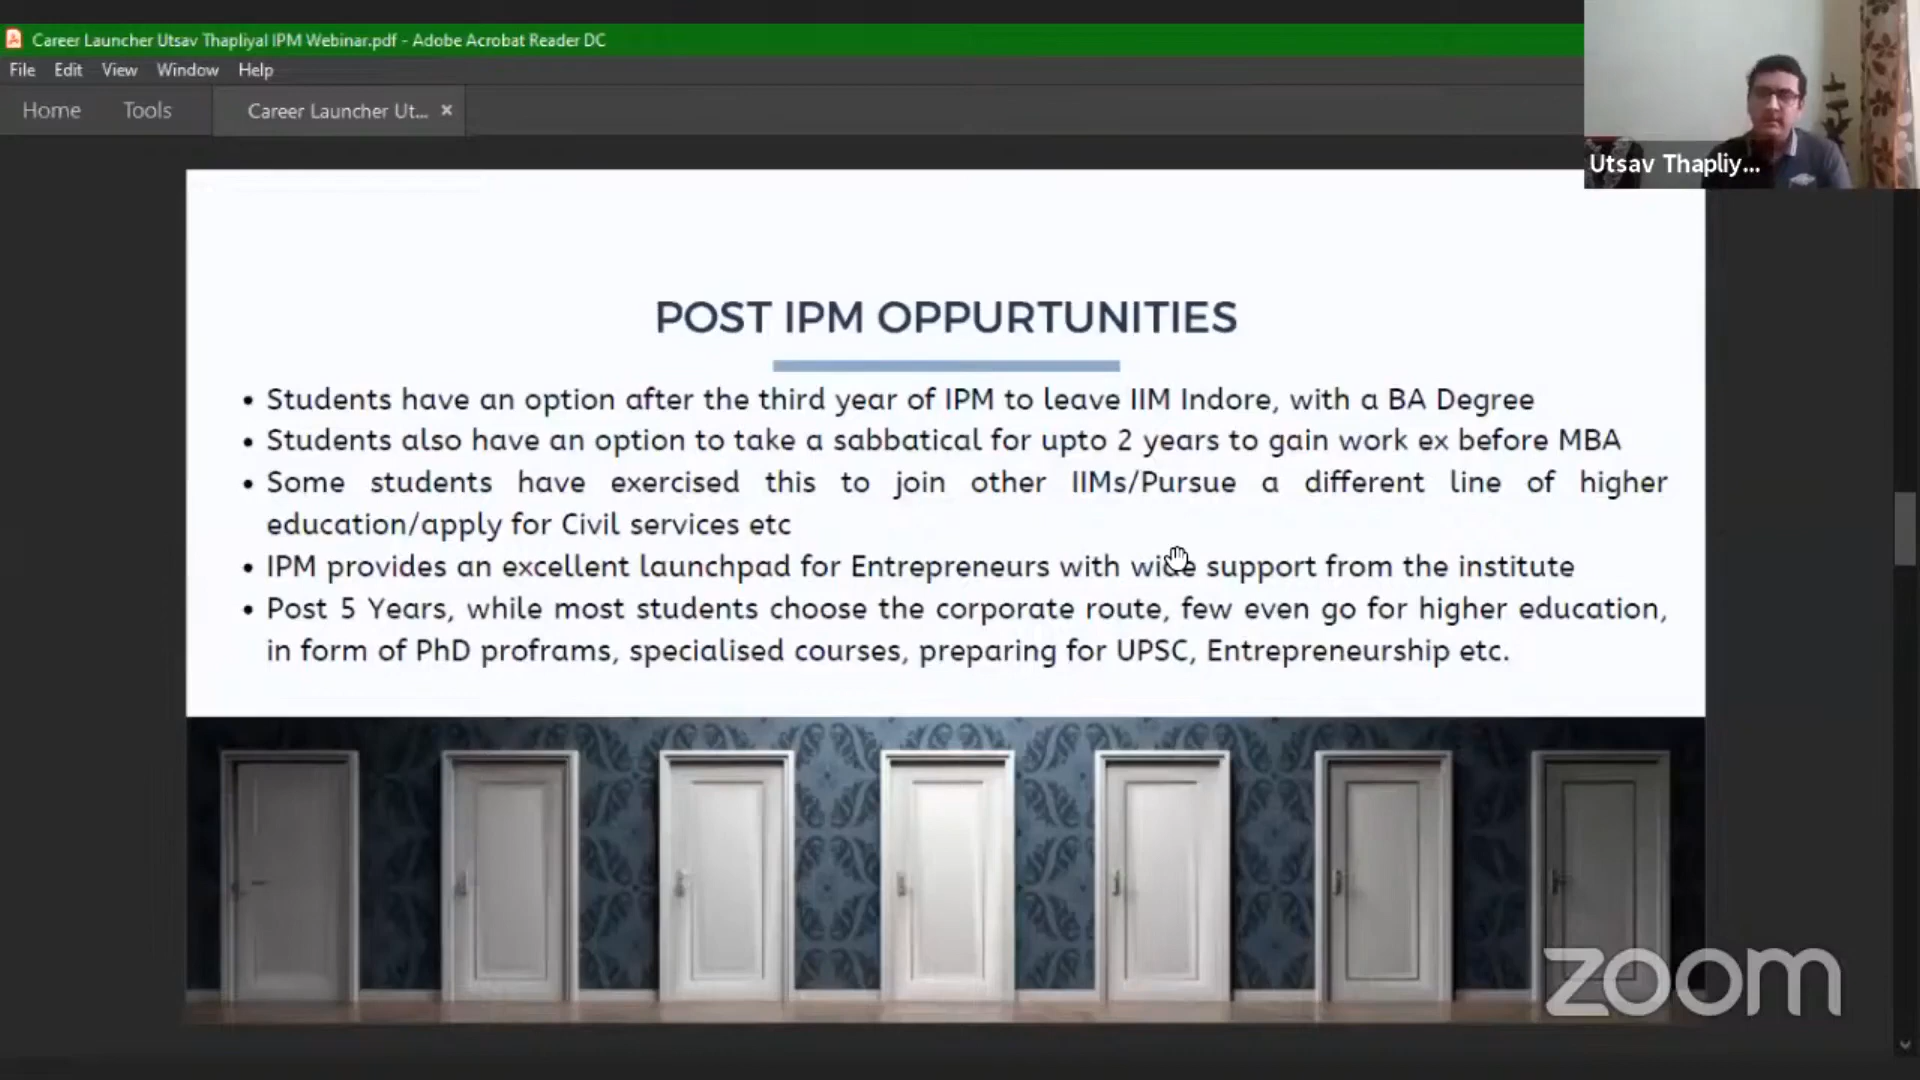 Career Launcher Utsav Thapliyal IPM Webinar.pdf - Adobe Acrobat Reader DC
File Edit View Window Help
Home Tools Career Launcher Ut... ×
Utsav Thapliy...
POST IPM OPPURTUNITIES
• Students have an option after the third year of IPM to leave IIM Indore, with a BA Degree
• Students also have an option to take a sabbatical for upto 2 years to gain work ex before MBA
• Some students have exercised this to join other IIMs/Pursue a different line of higher
education/apply for Civil services etc
• IPM provides an excellent launchpad for Entrepreneurs with wide support from the institute
• Post 5 Years, while most students choose the corporate route, few even go for higher education,
in form of PhD proframs, specialised courses, preparing for UPSC, Entrepreneurship etc.
zoom